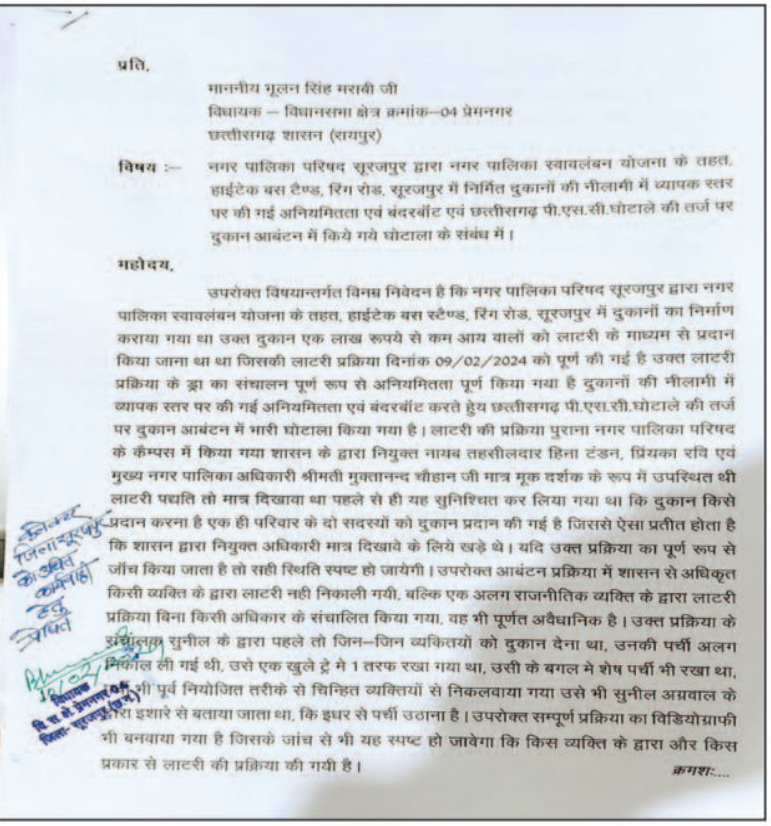 प्रति,
माननीय भूलन सिंह मराबी जी
विधायक – विधानसभा क्षेत्र क्रमांक–04 प्रेमनगर
छत्तीसगढ़ शासन (रायपुर)
विषय :– नगर पालिका परिषद सूरजपुर द्वारा नगर पालिका स्वावलंबन योजना के तहत,
हाईटेक बस टैण्ड, रिंग रोड, सूरजपुर में निर्मित दुकानों की नीलामी में व्यापक स्तर
पर की गई अनियमितता एवं बंदरबॉट एवं छत्तीसगढ़ पी.एस.सी.घोटाले की तर्ज पर
दुकान आबंटन में किये गये घोटाला के संबंध में।
महोदय,
उपरोक्त विषयान्तर्गत विनम्र निवेदन है कि नगर पालिका परिषद सूरजपुर द्वारा नगर
पालिका स्वावलंबन योजना के तहत, हाईटेक बस स्टैण्ड, रिंग रोड, सूरजपुर में दुकानों का निर्माण
कराया गया था उक्त दुकान एक लाख रूपये से कम आय वालों को लाटरी के माध्यम से प्रदान
किया जाना था था जिसकी लाटरी प्रक्रिया दिनांक 09/02/2024 को पूर्ण की गई है उक्त लाटरी
प्रक्रिया के ड्रा का संचालन पूर्ण रूप से अनियमितता पूर्ण किया गया है दुकानों की नीलामी में
व्यापक स्तर पर की गई अनियमितता एवं बंदरबॉट करते हुेय छत्तीसगढ़ पी.एस.सी.घोटाले की तर्ज
पर दुकान आबंटन में भारी घोटाला किया गया है। लाटरी की प्रक्रिया पुराना नगर पालिका परिषद
के कैम्पस में किया गया शासन के द्वारा नियुक्त नायब तहसीलदार हिना टंडन, प्रियंका रवि एवं
मुख्य नगर पालिका अधिकारी श्रीमती मुक्तानन्द चौहान जी मात्र मूक दर्शक के रूप में उपस्थित थी
लाटरी पद्यति तो मात्र दिखावा था पहले से ही यह सुनिश्चित कर लिया गया था कि दुकान किसे
प्रदान करना है एक ही परिवार के दो सदस्यों को दुकान प्रदान की गई है जिससे ऐसा प्रतीत होता है
कि शासन द्वारा नियुक्त अधिकारी मात्र दिखावे के लिये खड़े थे। यदि उक्त प्रक्रिया का पूर्ण रूप से
जॉच किया जाता है तो सही स्थिति स्पष्ट हो जायेगी। उपरोक्त आबंटन प्रक्रिया में शासन से अधिकृत
किसी व्यक्ति के द्वारा लाटरी नही निकाली गयी, बल्कि एक अलग राजनीतिक व्यक्ति के द्वारा लाटरी
प्रक्रिया बिना किसी अधिकार के संचालित किया गया, वह भी पूर्णत अवैधानिक है। उक्त प्रक्रिया के
संचालक सुनील के द्वारा पहले तो जिन–जिन व्यकितयों को दुकान देना था, उनकी पर्ची अलग
निकाल ली गई थी, उसे एक खुले ट्रे मे 1 तरफ रखा गया था, उसी के बगल मे शेष पर्ची भी रखा था,
भी पूर्व नियोजित तरीके से चिन्हित व्यक्तियों से निकलवाया गया उसे भी सुनील अग्रवाल के
द्वारा इशारे से बताया जाता था, कि इधर से पर्ची उठाना है। उपरोक्त सम्पूर्ण प्रक्रिया का विडियोग्राफी
भी बनवाया गया है जिसके जांच से भी यह स्पष्ट हो जावेगा कि किस व्यक्ति के द्वारा और किस
प्रकार से लाटरी की प्रक्रिया की गयी है।
क्रमशः....
कलेक्टर
जिला सूरजपुर
को उचित
कार्यवाही
हेतु
प्रेषित
विधायक
वि. स. क्षे. प्रेमनगर
जिला- सूरजपुर (छ.ग.)